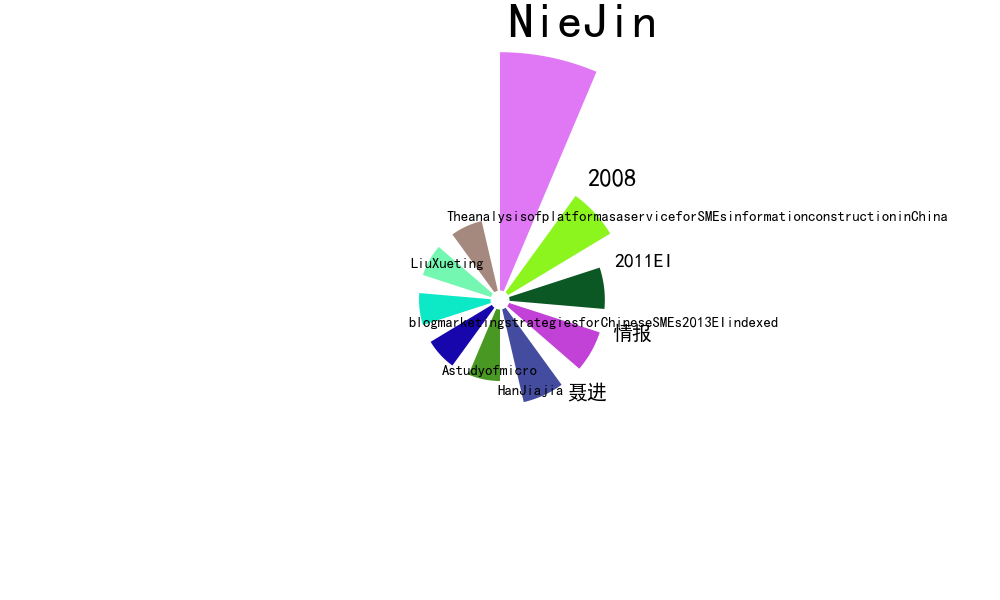 NieJin
2008
TheanalysisofplatformasaserviceforSMEsinformationconstructioninChina
2011EI
LiuXueting
blogmarketingstrategiesforChineseSMEs2013EIindexed
情报
Astudyofmicro
HanJiajia
聂进